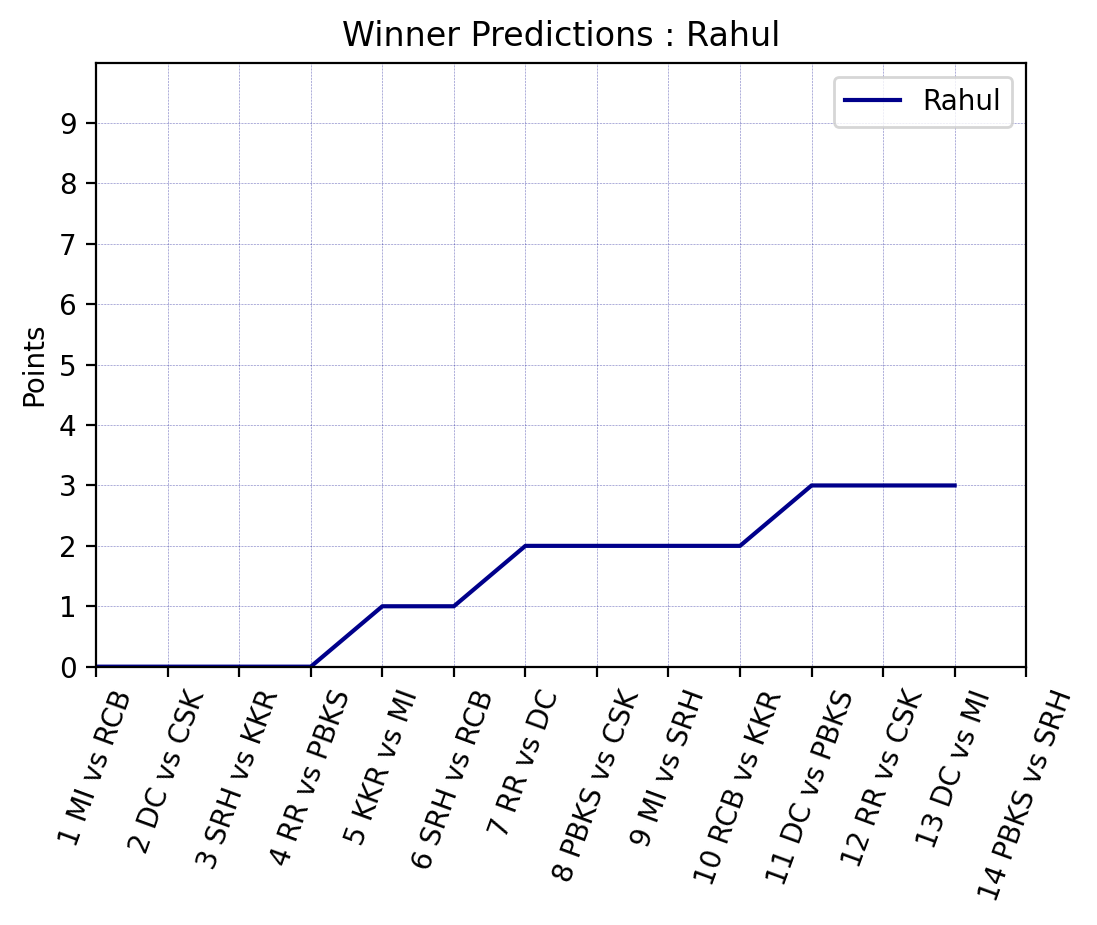 Winner Predictions : Rahul
Rahul
Points
9
8
7
6
5
4
3
2
1
0
1 MI vs RCB
2 DC vs CSK
3 SRH vs KKR
4 RR vs PBKS
5 KKR vs MI
6 SRH vs RCB
7 RR vs DC
8 PBKS vs CSK
9 MI vs SRH
10 RCB vs KKR
11 DC vs PBKS
12 RR vs CSK
13 DC vs MI
14 PBKS vs SRH